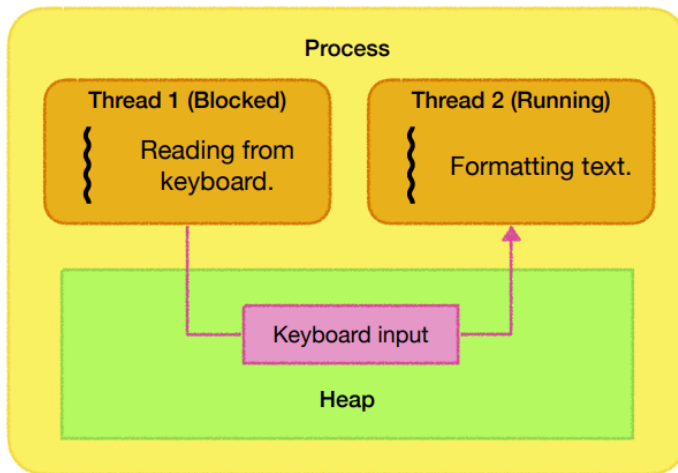 Process
Thread 1 (Blocked)
Reading from
keyboard.
Thread 2 (Running)
Formatting text.
Keyboard input
Heap